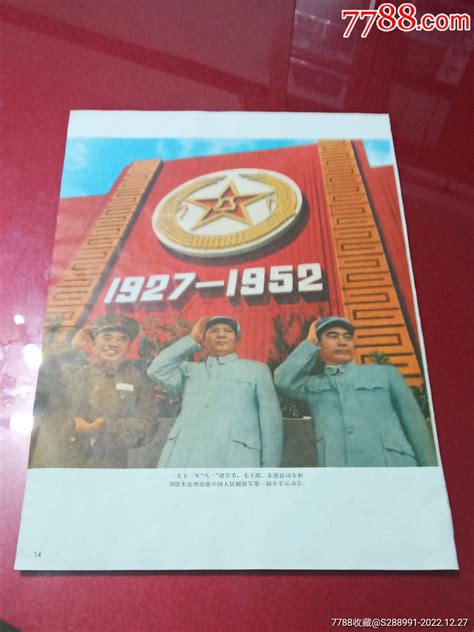 7788.com
1927—1952
一九五二年“八一”建军节，毛主席、朱德总司令和
周恩来总理出席中国人民解放军第一届全军运动会。
14
7788收藏@S288991-2022.12.27